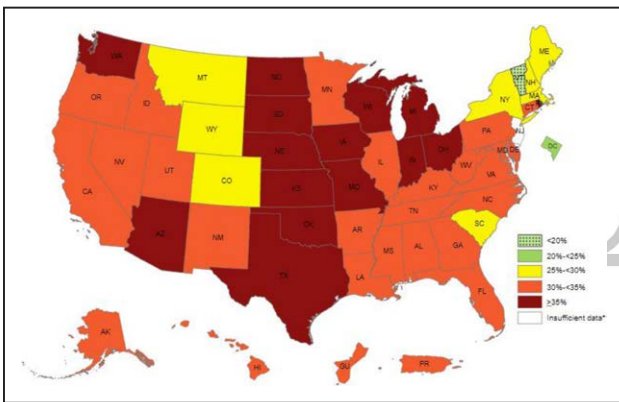 WA
MT
ND
MN
ME
OR
ID
SD
WI
MI
NH
NY
MA
CT
WY
IA
PA
NJ
NE
OH
DC
NV
UT
CO
IL
IN
MD
DE
WV
VA
CA
KS
MO
KY
NC
TN
AZ
NM
OK
AR
SC
MS
AL
GA
TX
LA
FL
AK
HI
GU
PR
<20%
20%-<25%
25%-<30%
30%-<35%
≥35%
Insufficient data*